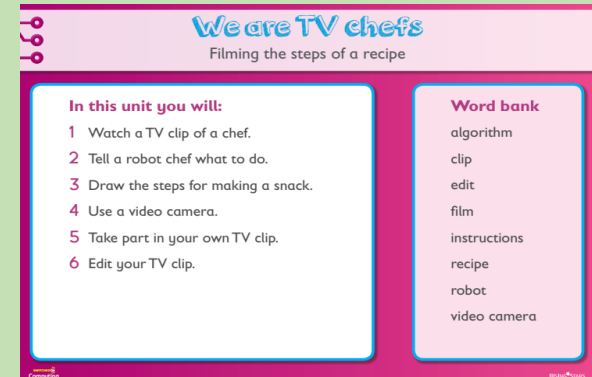 We are TV chefs
Filming the steps of a recipe
In this unit you will:
1 Watch a TV clip of a chef.
2 Tell a robot chef what to do.
3 Draw the steps for making a snack.
4 Use a video camera.
5 Take part in your own TV clip.
6 Edit your TV clip.
Word bank
algorithm
clip
edit
film
instructions
recipe
robot
video camera
Computing
RISING STARS